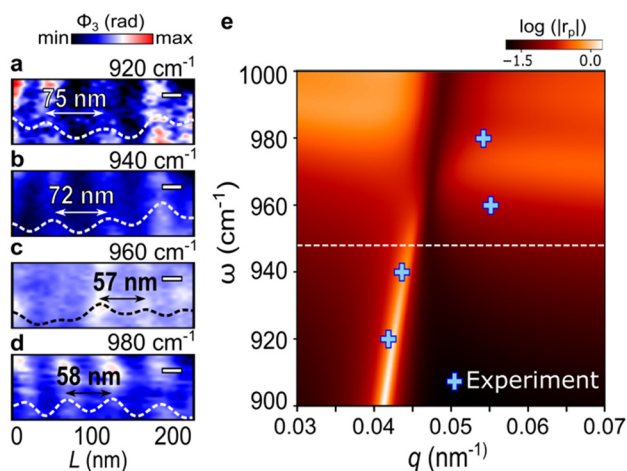 Φ₃ (rad)
min max
a 920 cm⁻¹
75 nm
b 940 cm⁻¹
72 nm
c 960 cm⁻¹
57 nm
d 980 cm⁻¹
58 nm
0 100 200
L (nm)
e log (|rₚ|)
-1.5 0.0
1000
980
960
940
920
900
ω (cm⁻¹)
Experiment
0.03 0.04 0.05 0.06 0.07
q (nm⁻¹)